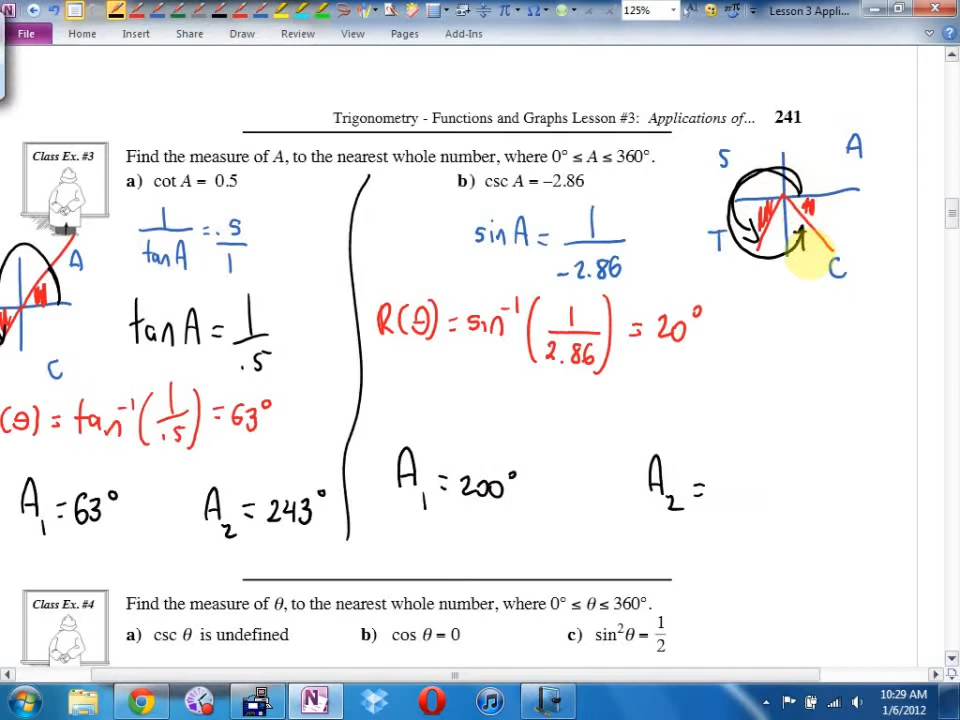 125%
Lesson 3 Appli...
File Home Insert Share Draw Review View Pages Add-Ins
Trigonometry - Functions and Graphs Lesson #3: Applications of... 241
Class Ex. #3
Find the measure of A, to the nearest whole number, where 0° ≤ A ≤ 360°.
a) cot A = 0.5
b) csc A = –2.86
S A
T C
A
C
1/tanA = .5/1
tanA = 1/.5
(θ) = tan⁻¹(1/.5) = 63°
A₁ = 63° A₂ = 243°
sinA = 1/-2.86
R(θ) = sin⁻¹(1/2.86) = 20°
A₁ = 200° A₂ =
Class Ex. #4
Find the measure of θ, to the nearest whole number, where 0° ≤ θ ≤ 360°.
a) csc θ is undefined b) cos θ = 0 c) sin²θ = 1/2
10:29 AM
1/6/2012